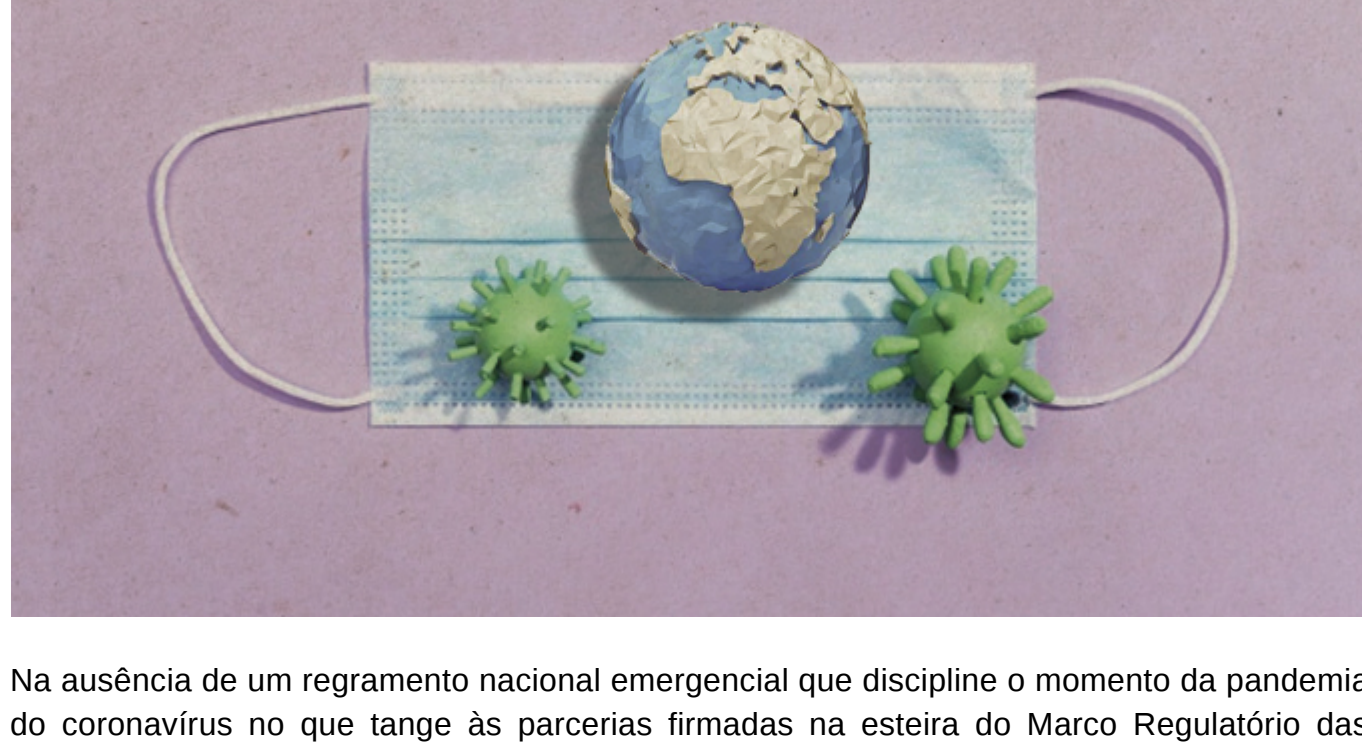 Na ausência de um regramento nacional emergencial que discipline o momento da pandemia
do coronavírus no que tange às parcerias firmadas na esteira do Marco Regulatório das